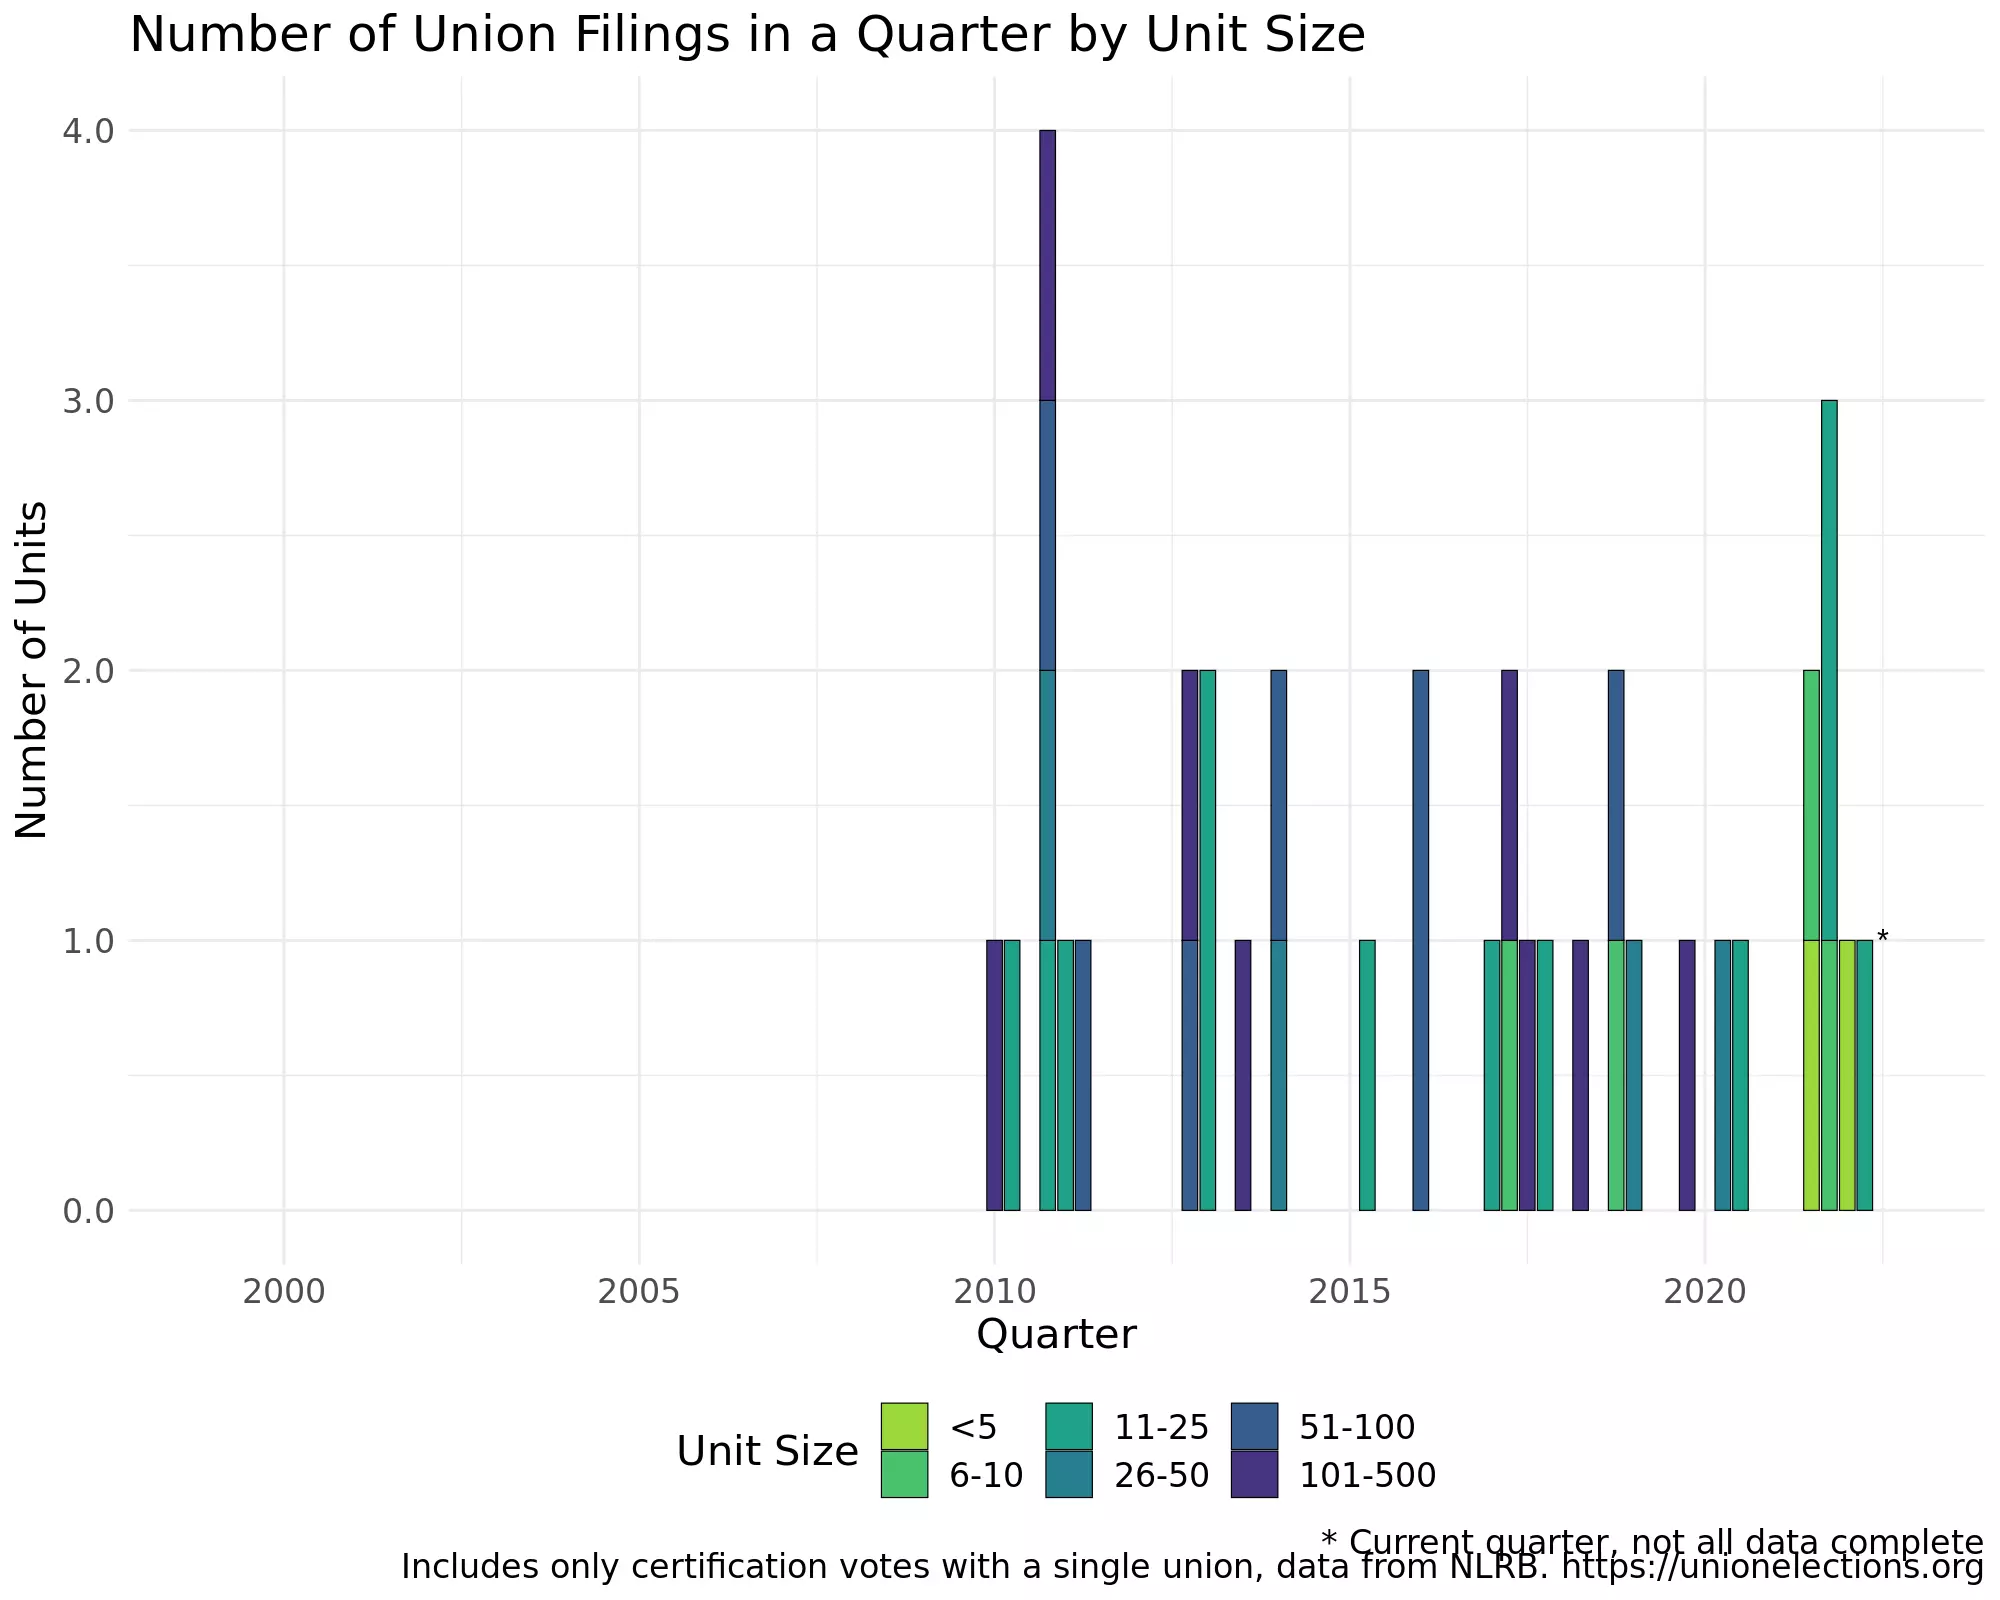 Number of Union Filings in a Quarter by Unit Size
Number of Units
4.0
3.0
2.0
1.0
0.0
*
2000 2005 2010 2015 2020
Quarter
Unit Size
<5 11-25 51-100
6-10 26-50 101-500
* Current quarter, not all data complete
Includes only certification votes with a single union, data from NLRB. https://unionelections.org